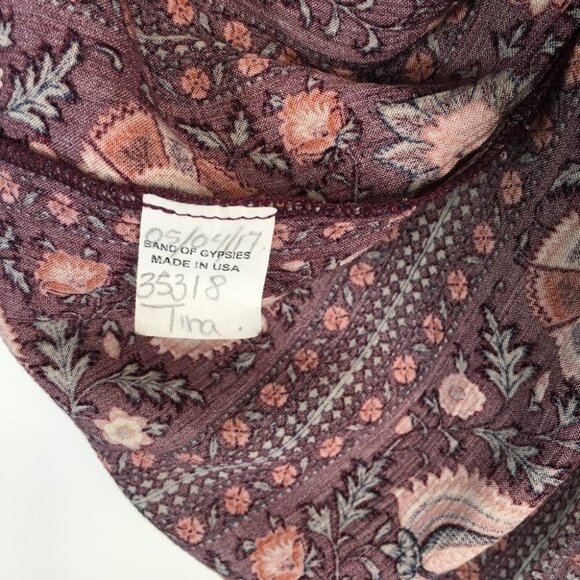 05/04/17.
BAND OF GYPSIES
MADE IN USA
35318
Tina.